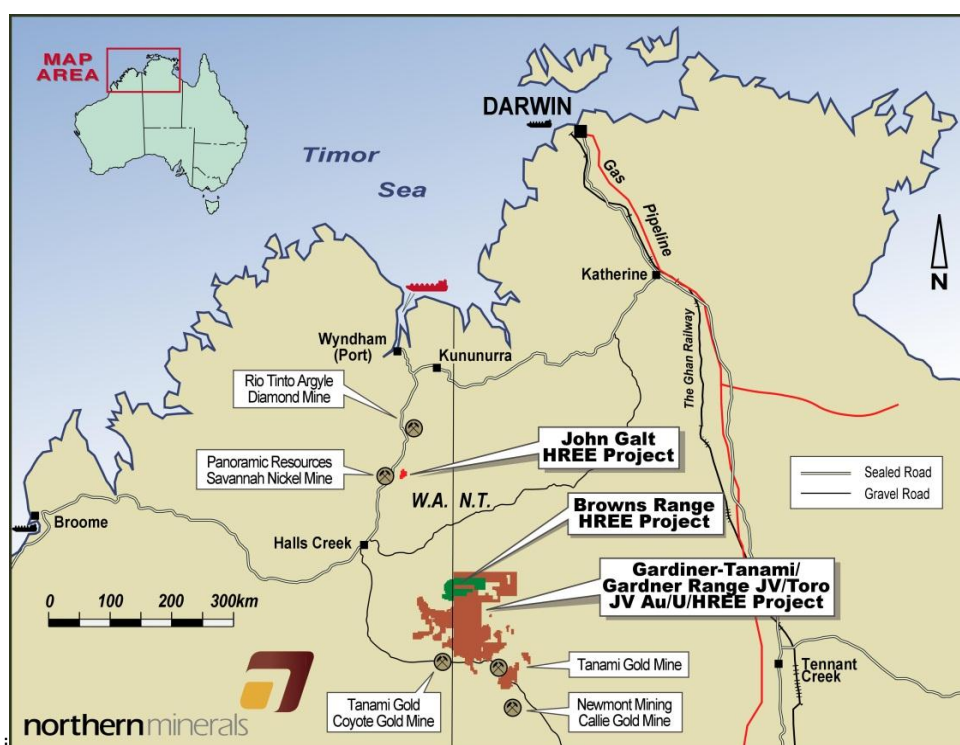 MAP
AREA
DARWIN
Timor
Sea
Gas
Pipeline
Katherine
N
Wyndham
(Port)
Kununurra
The Ghan Railway
Rio Tinto Argyle
Diamond Mine
John Galt
HREE Project
Panoramic Resources
Savannah Nickel Mine
Sealed Road
Gravel Road
W.A.
N.T.
Browns Range
HREE Project
Broome
Halls Creek
Gardiner-Tanami/
Gardner Range JV/Toro
JV Au/U/HREE Project
0 100 200 300km
Tanami Gold Mine
Tennant
Creek
Tanami Gold
Coyote Gold Mine
Newmont Mining
Callie Gold Mine
northernminerals
i